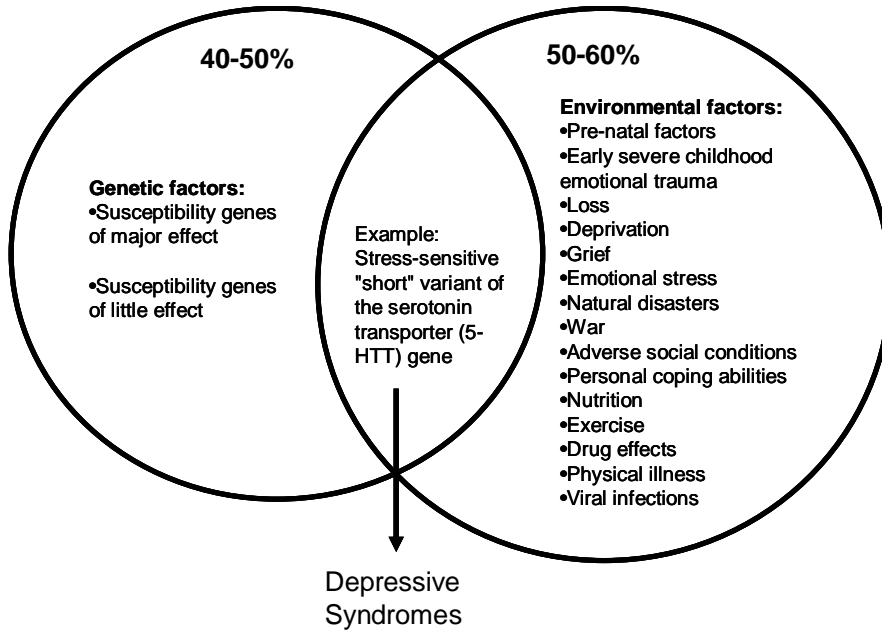 40-50%
50-60%
Genetic factors:
•Susceptibility genes
of major effect
•Susceptibility genes
of little effect
Example:
Stress-sensitive
"short" variant of
the serotonin
transporter (5-
HTT) gene
Environmental factors:
•Pre-natal factors
•Early severe childhood
emotional trauma
•Loss
•Deprivation
•Grief
•Emotional stress
•Natural disasters
•War
•Adverse social conditions
•Personal coping abilities
•Nutrition
•Exercise
•Drug effects
•Physical illness
•Viral infections
Depressive
Syndromes